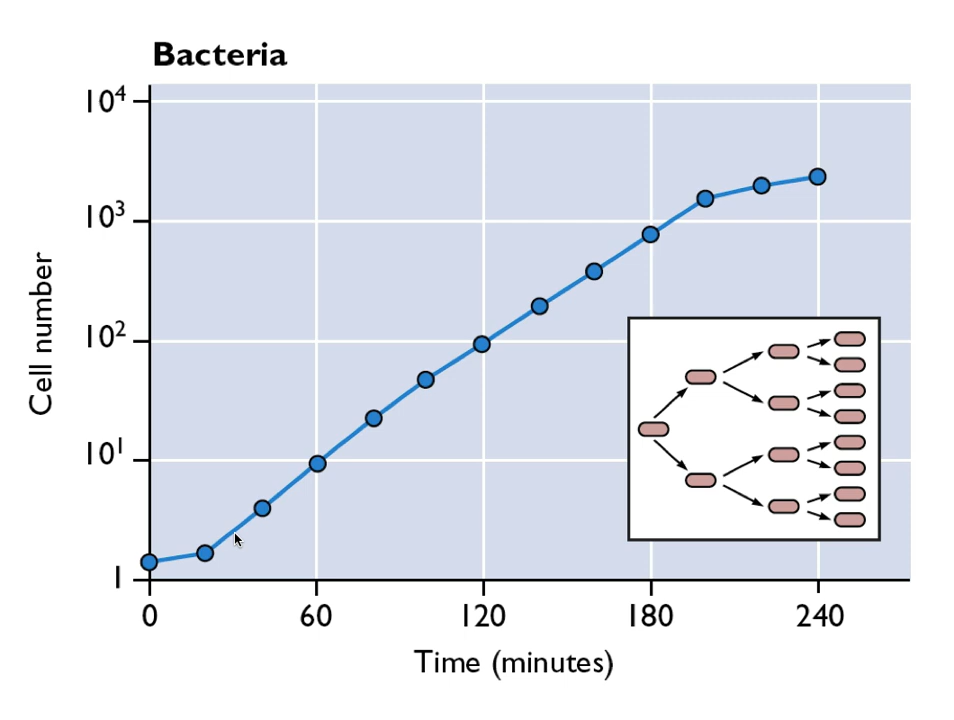 Bacteria
10⁴
10³
10²
10¹
1
Cell number
0 60 120 180 240
Time (minutes)